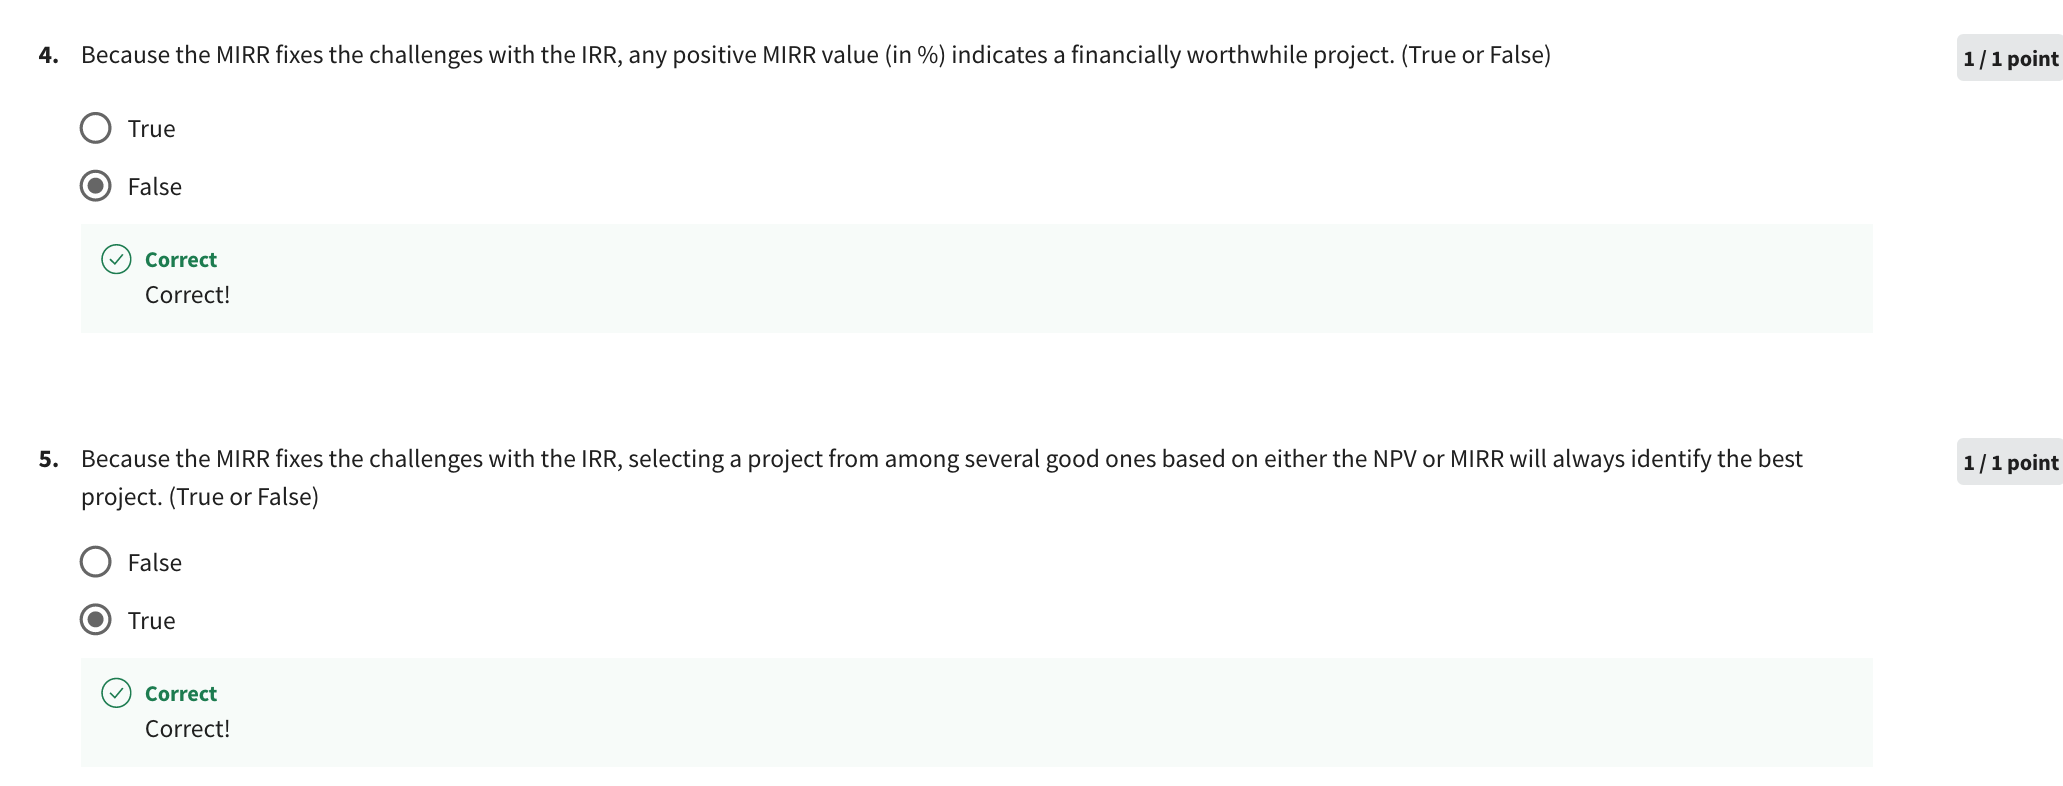 4. Because the MIRR fixes the challenges with the IRR, any positive MIRR value (in %) indicates a financially worthwhile project. (True or False)
1 / 1 point
True
False
Correct
Correct!
5. Because the MIRR fixes the challenges with the IRR, selecting a project from among several good ones based on either the NPV or MIRR will always identify the best
project. (True or False)
1 / 1 point
False
True
Correct
Correct!